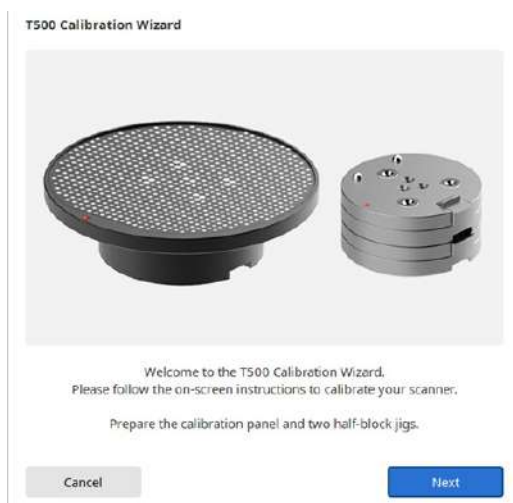 T500 Calibration Wizard
Welcome to the T500 Calibration Wizard.
Please follow the on-screen instructions to calibrate your scanner.
Prepare the calibration panel and two half-block jigs.
Cancel
Next